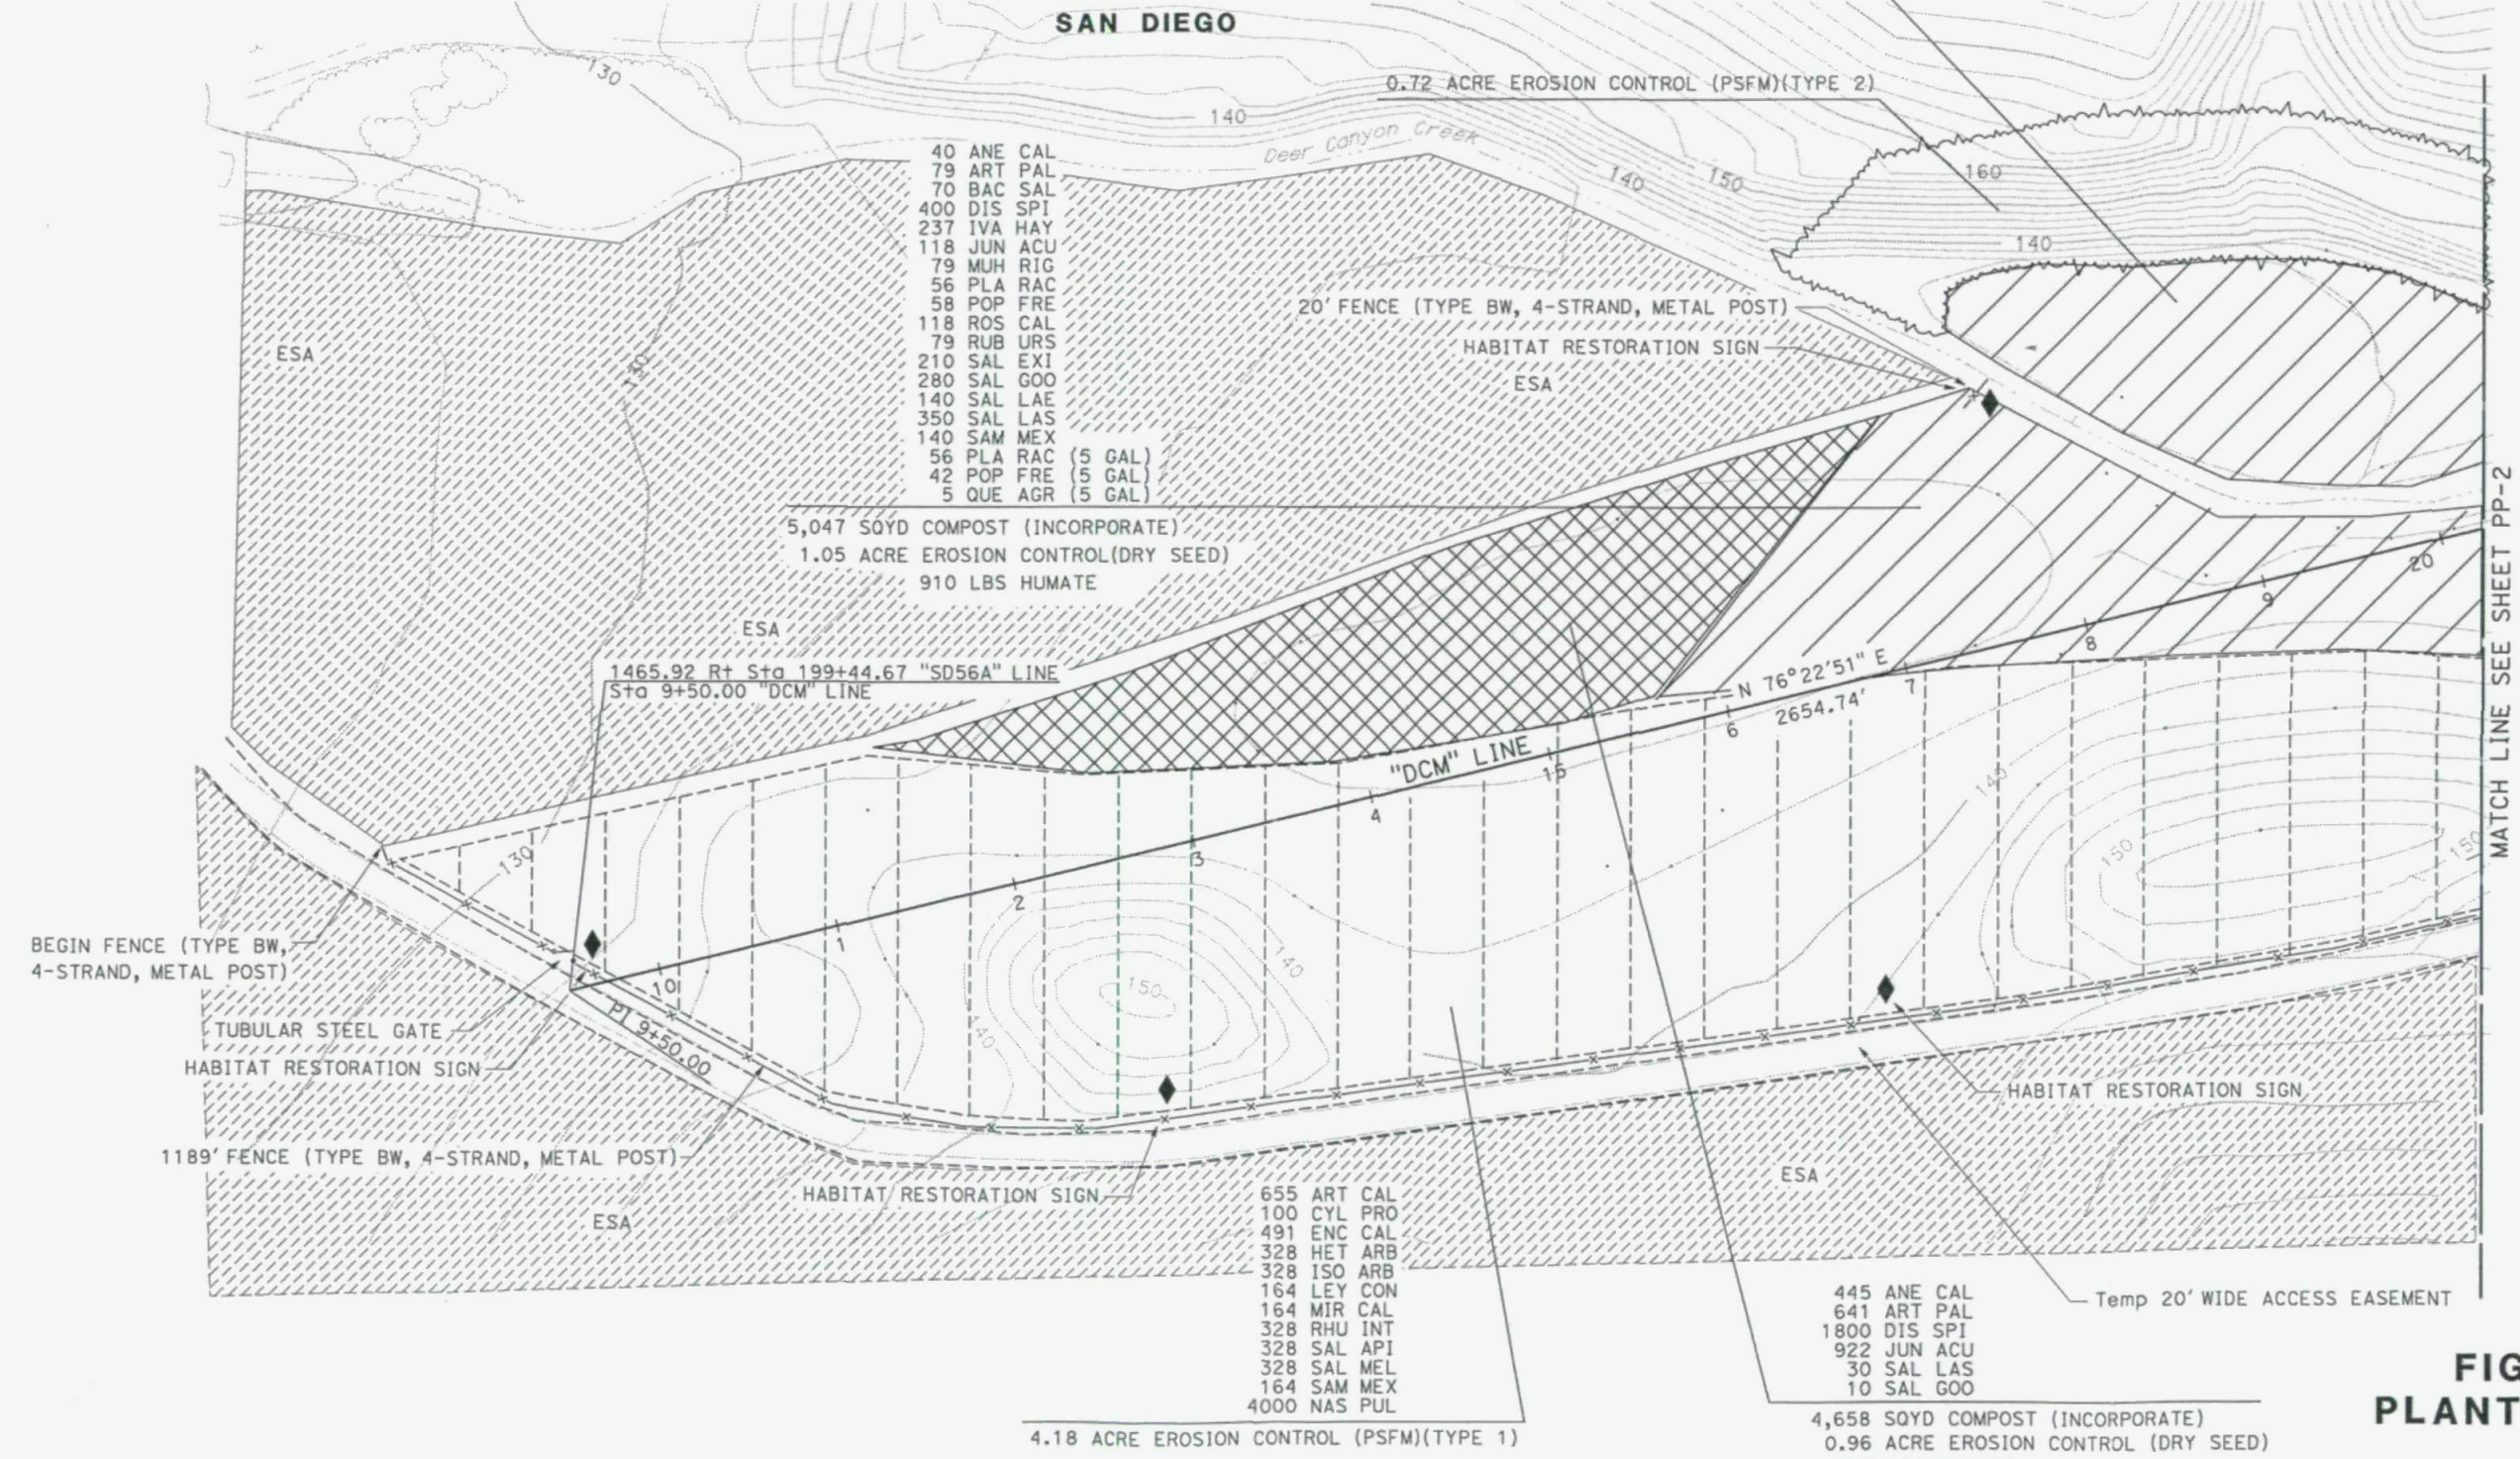 SAN DIEGO
130
0.72 ACRE EROSION CONTROL (PSFM)(TYPE 2)
140
Deer Canyon Creek
140
150
160
140
40 ANE CAL
79 ART PAL
70 BAC SAL
400 DIS SPI
237 IVA HAY
118 JUN ACU
79 MUH RIG
56 PLA RAC
58 POP FRE
118 ROS CAL
79 RUB URS
210 SAL EXI
280 SAL GOO
140 SAL LAE
350 SAL LAS
140 SAM MEX
56 PLA RAC (5 GAL)
42 POP FRE (5 GAL)
5 QUE AGR (5 GAL)
5,047 SQYD COMPOST (INCORPORATE)
1.05 ACRE EROSION CONTROL(DRY SEED)
910 LBS HUMATE
20' FENCE (TYPE BW, 4-STRAND, METAL POST)
HABITAT RESTORATION SIGN
ESA
ESA
130
ESA
1465.92 Rt Sta 199+44.67 "SD56A" LINE
Sta 9+50.00 "DCM" LINE
N 76°22'51" E
2654.74'
"DCM" LINE
10
1
2
3
4
15
6
7
8
9
20
MATCH LINE SEE SHEET PP-2
130
140
140
150
140
150
150
BEGIN FENCE (TYPE BW,
4-STRAND, METAL POST)
TUBULAR STEEL GATE
HABITAT RESTORATION SIGN
PI 9+50.00
1189' FENCE (TYPE BW, 4-STRAND, METAL POST)
HABITAT RESTORATION SIGN
ESA
HABITAT RESTORATION SIGN
ESA
Temp 20' WIDE ACCESS EASEMENT
655 ART CAL
100 CYL PRO
491 ENC CAL
328 HET ARB
328 ISO ARB
164 LEY CON
164 MIR CAL
328 RHU INT
328 SAL API
328 SAL MEL
164 SAM MEX
4000 NAS PUL
4.18 ACRE EROSION CONTROL (PSFM)(TYPE 1)
445 ANE CAL
641 ART PAL
1800 DIS SPI
922 JUN ACU
30 SAL LAS
10 SAL GOO
4,658 SQYD COMPOST (INCORPORATE)
0.96 ACRE EROSION CONTROL (DRY SEED)
FIG
PLANT